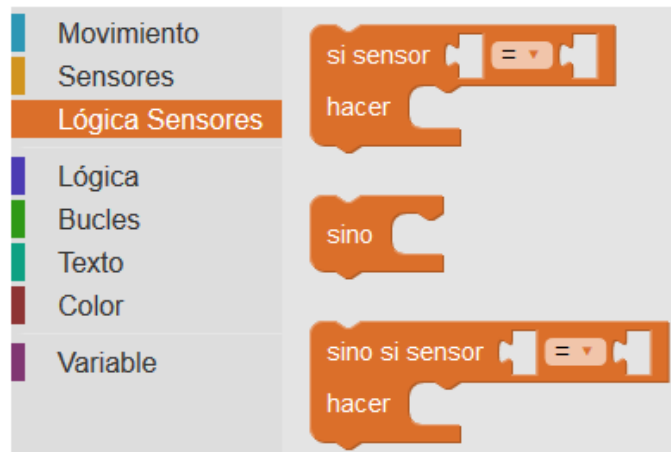 Movimiento
Sensores
Lógica Sensores
Lógica
Bucles
Texto
Color
Variable
si sensor = 
hacer
sino
sino si sensor = 
hacer